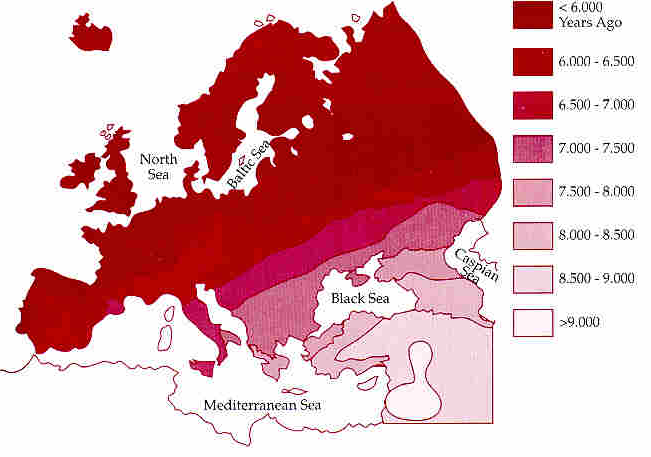 < 6.000
Years Ago
6.000 - 6.500
6.500 - 7.000
7.000 - 7.500
7.500 - 8.000
8.000 - 8.500
8.500 - 9.000
>9.000
North
Sea
Baltic Sea
Caspian
Sea
Black Sea
Mediterranean Sea